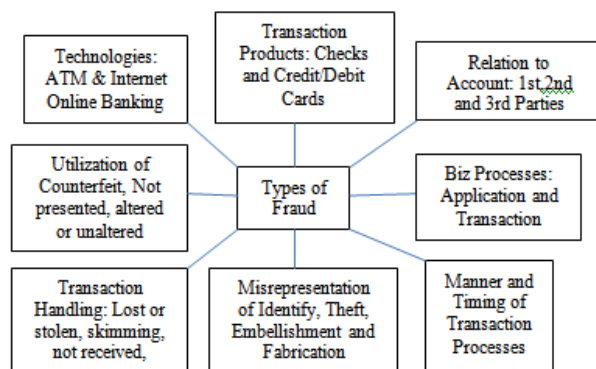 Technologies:
ATM & Internet
Online Banking
Transaction
Products: Checks
and Credit/Debit
Cards
Relation to
Account: 1st,2nd
and 3rd Parties
Utilization of
Counterfeit, Not
presented, altered
or unaltered
Types of
Fraud
Biz Processes:
Application and
Transaction
Transaction
Handling: Lost or
stolen, skimming,
not received,
Misrepresentation
of Identify, Theft,
Embellishment and
Fabrication
Manner and
Timing of
Transaction
Processes